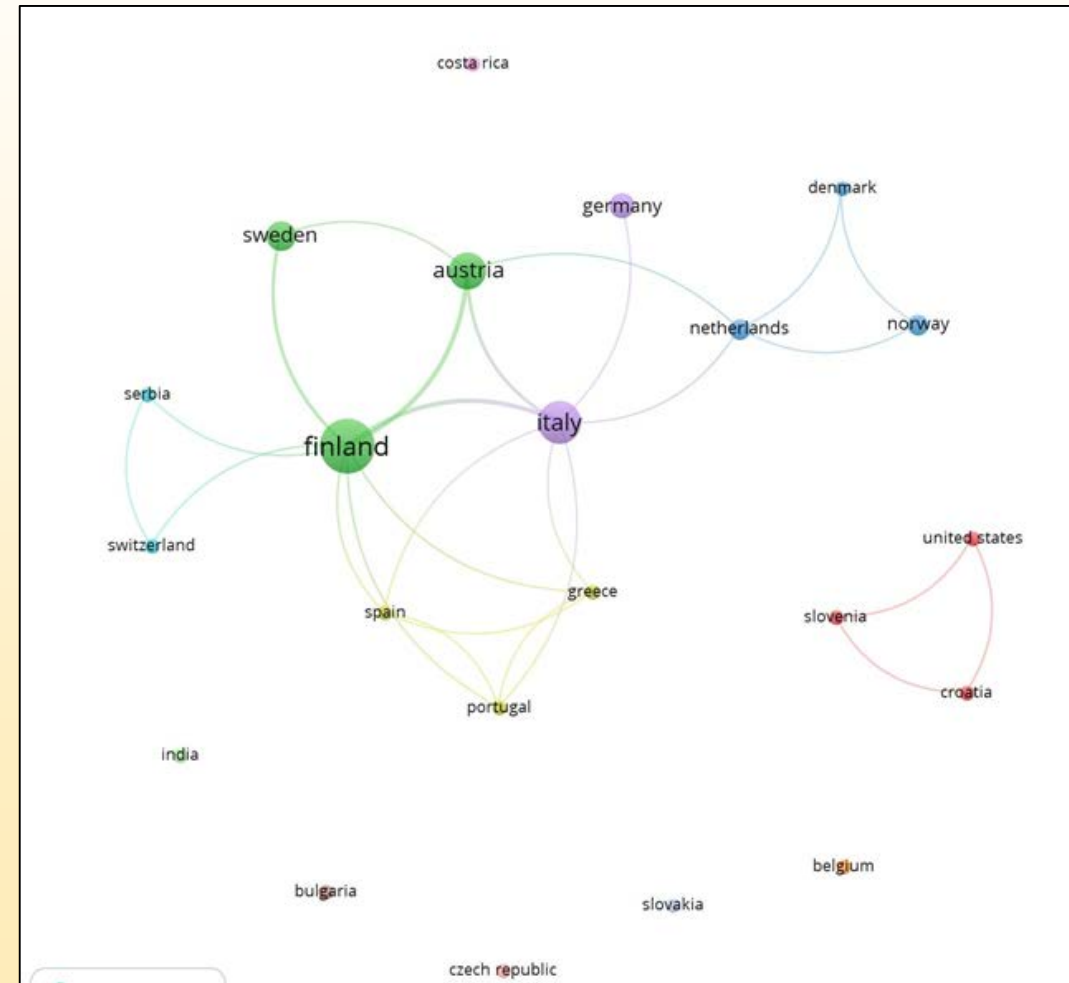 costa rica
denmark
germany
sweden
austria
netherlands
norway
serbia
italy
finland
united states
switzerland
greece
spain
slovenia
croatia
portugal
india
belgium
bulgaria
slovakia
czech republic